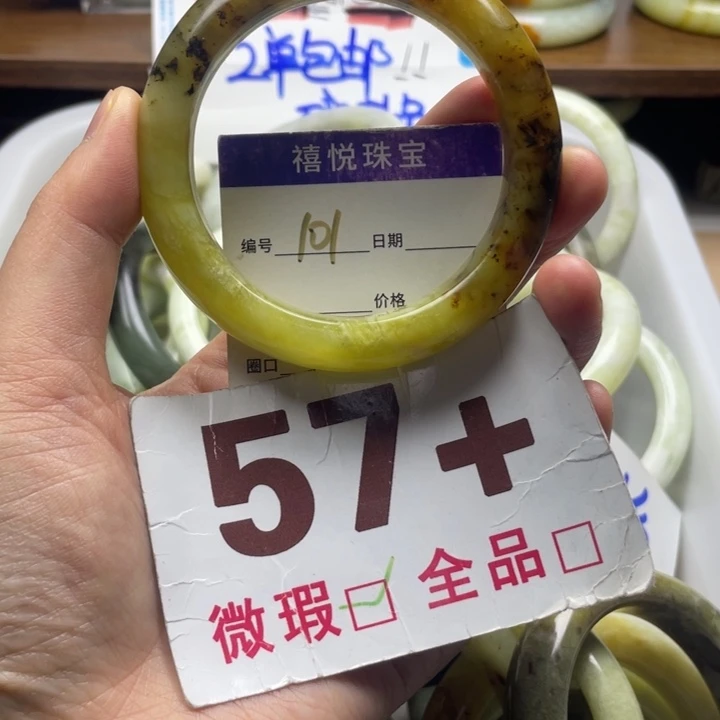 2单包邮!!
禧悦珠宝
编号 101 日期
价格
圈口
57+
微瑕☑ 全品☐